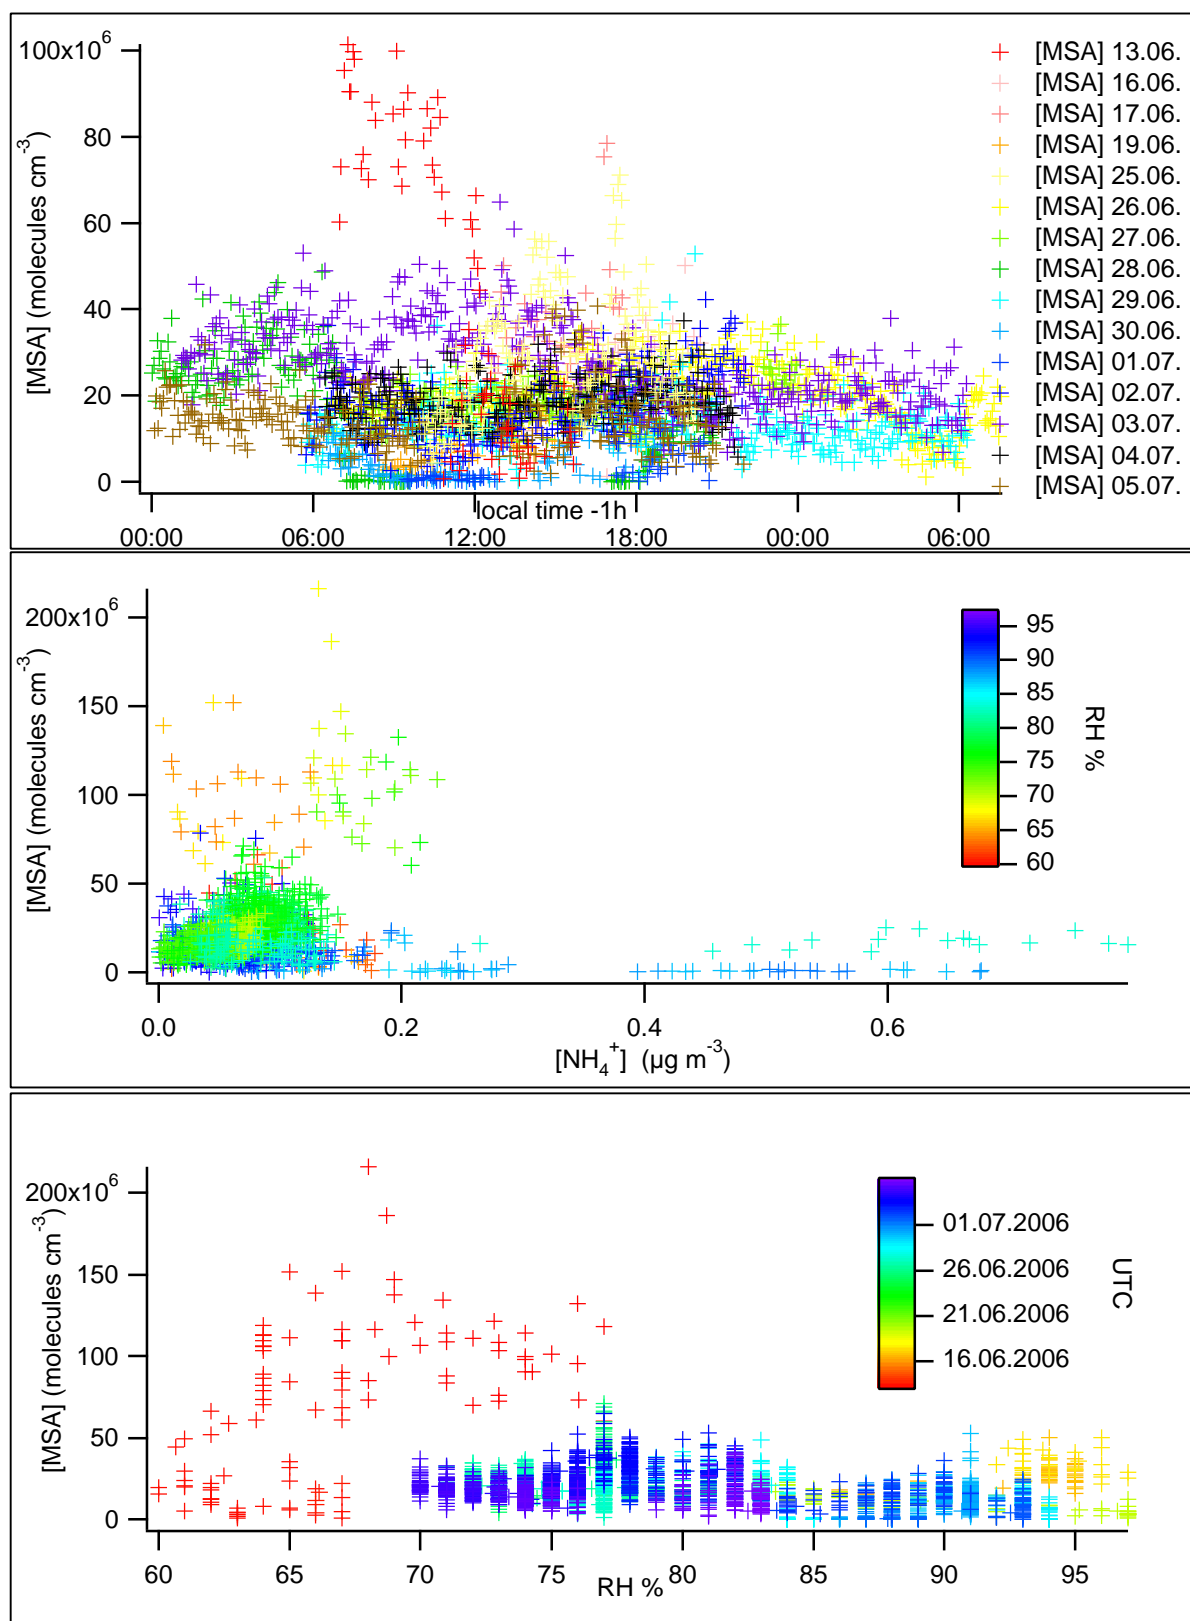 100x10⁶
80
60
40
20
0
[MSA] (molecules cm⁻³)
00:00
06:00
12:00
18:00
00:00
06:00
local time -1h
[MSA] 13.06.
[MSA] 16.06.
[MSA] 17.06.
[MSA] 19.06.
[MSA] 25.06.
[MSA] 26.06.
[MSA] 27.06.
[MSA] 28.06.
[MSA] 29.06.
[MSA] 30.06.
[MSA] 01.07.
[MSA] 02.07.
[MSA] 03.07.
[MSA] 04.07.
[MSA] 05.07.
200x10⁶
150
100
50
0
[MSA] (molecules cm⁻³)
0.0
0.2
0.4
0.6
[NH₄⁺] (µg m⁻³)
95
90
85
80
75
70
65
60
RH %
200x10⁶
150
100
50
0
[MSA] (molecules cm⁻³)
60
65
70
75
80
85
90
95
RH %
01.07.2006
26.06.2006
21.06.2006
16.06.2006
UTC